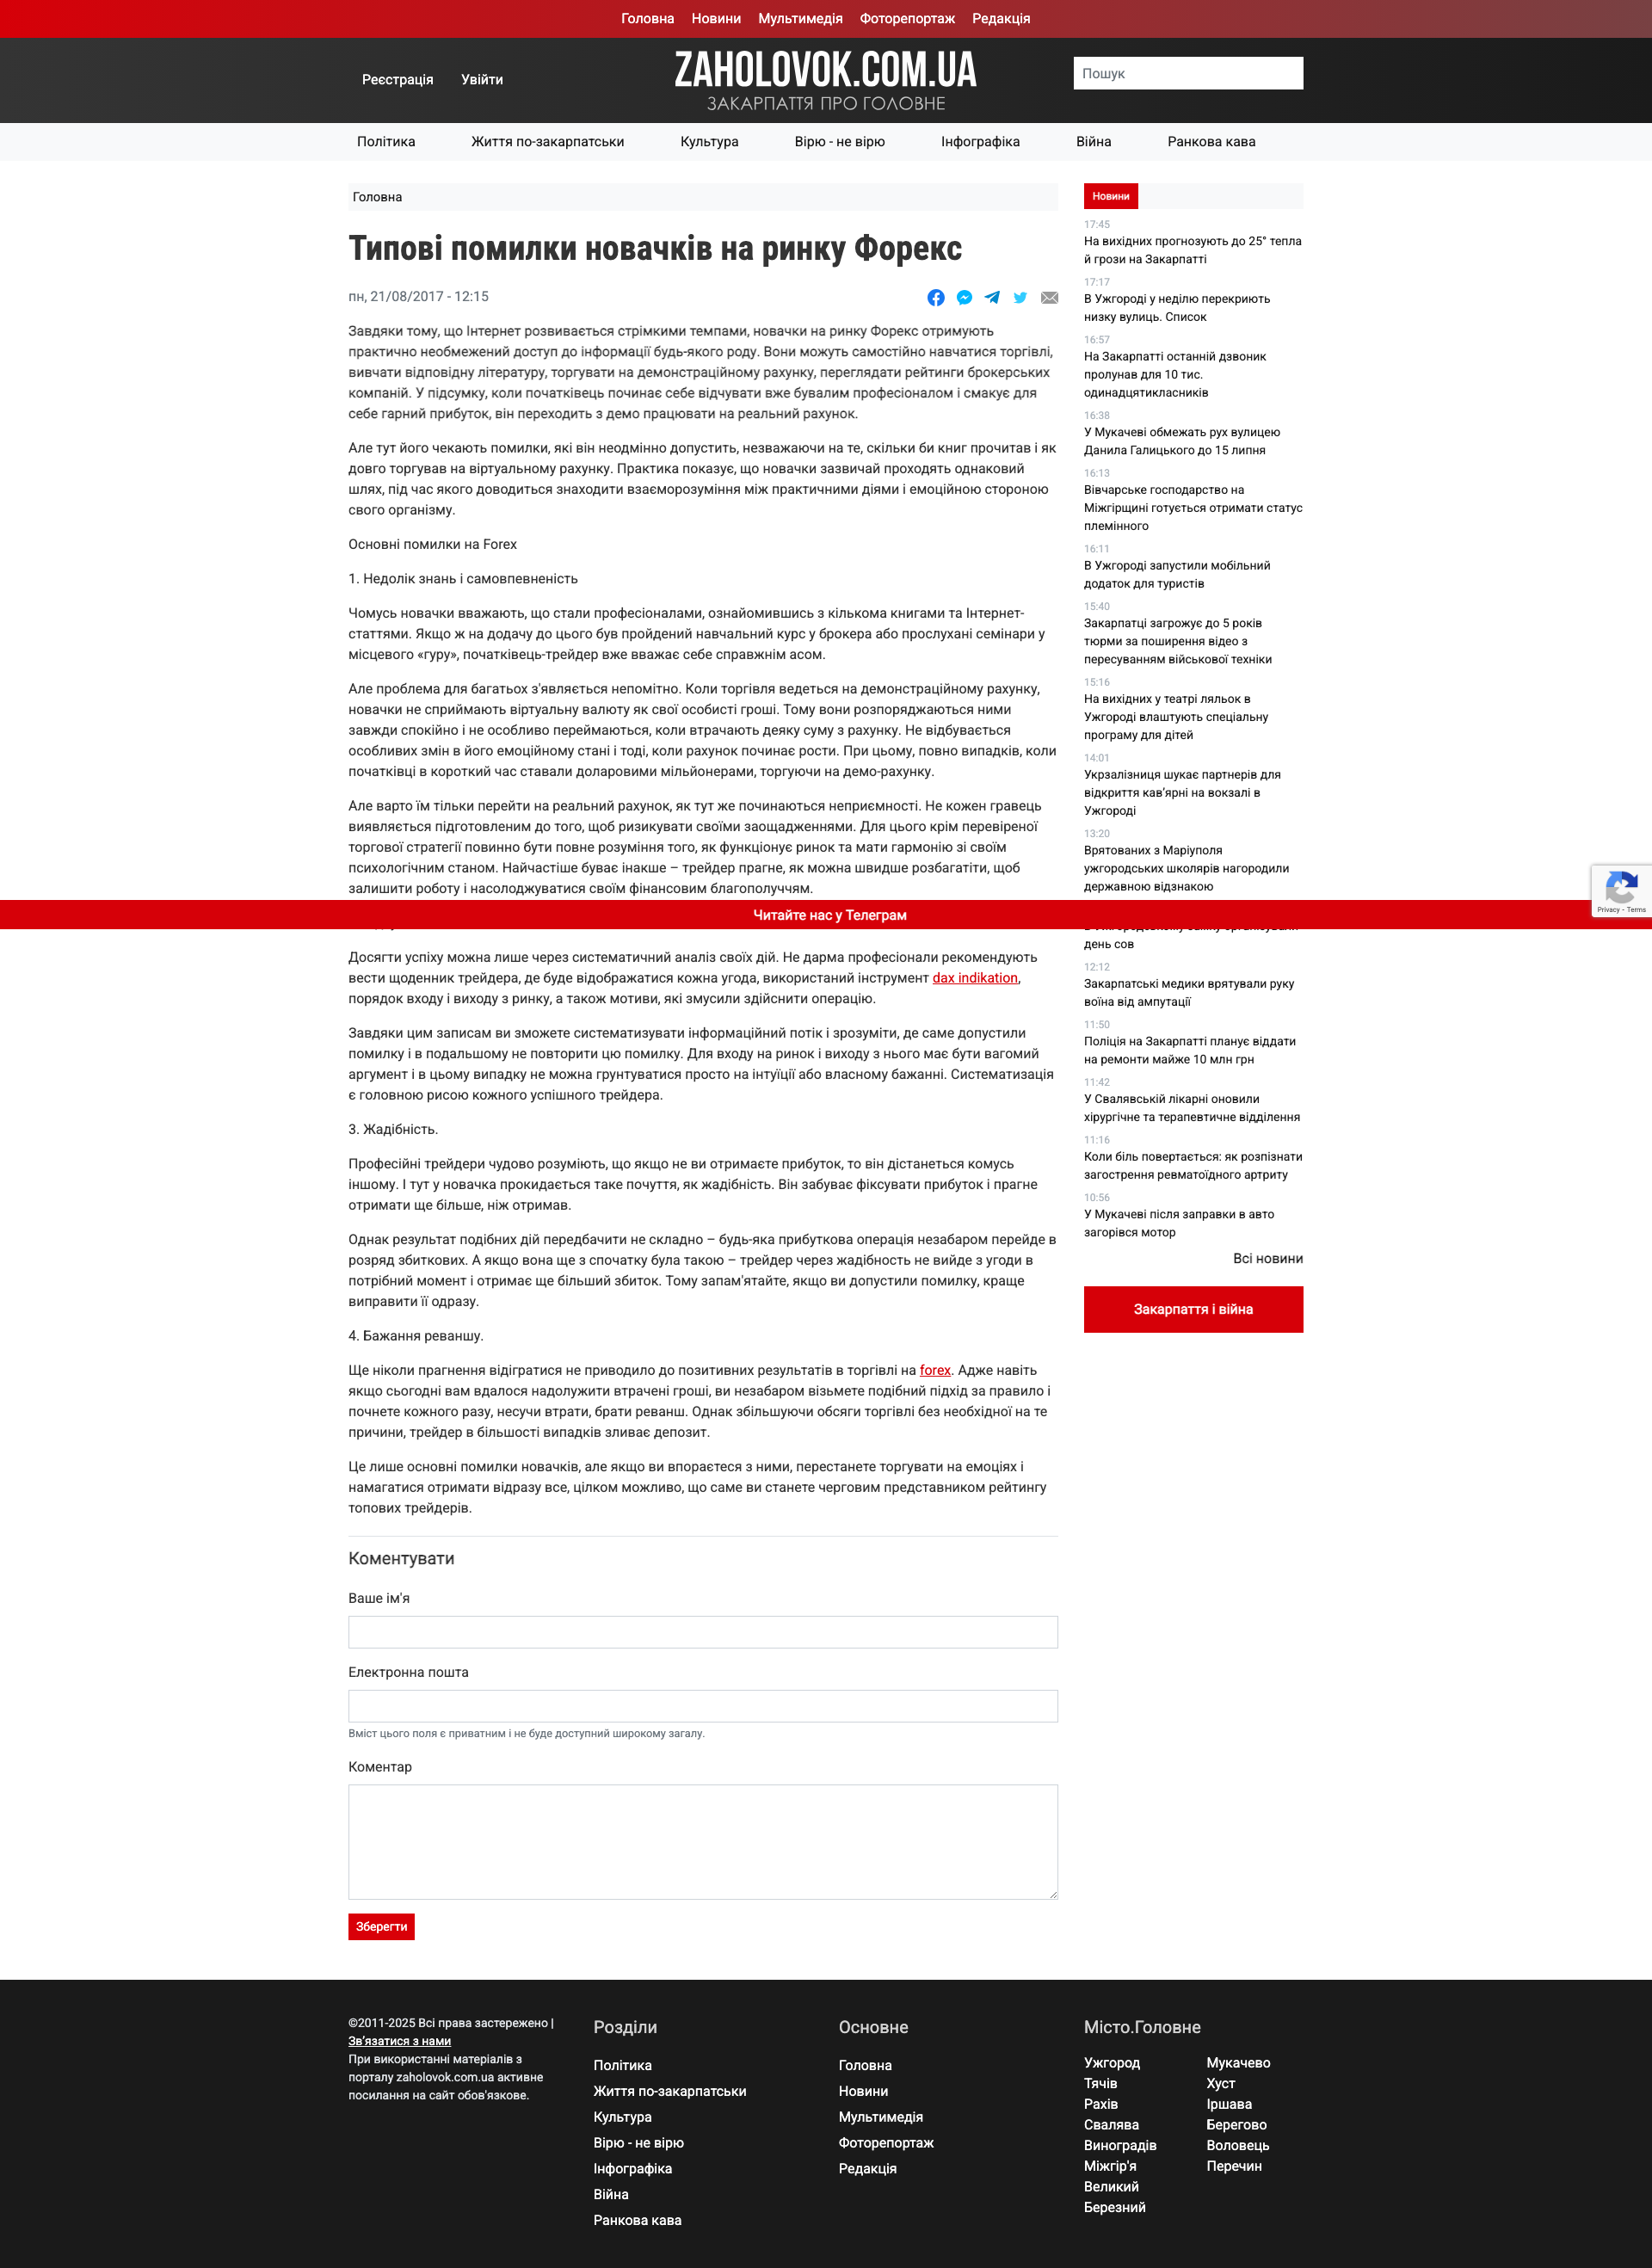 Головна Новини Мультимедія Фоторепортаж Редакція
Реєстрація Увійти
ZAHOLOVOK.COM.UA
ЗАКАРПАТТЯ ПРО ГОЛОВНЕ
Пошук
Політика Життя по-закарпатськи Культура Вірю - не вірю Інфографіка Війна Ранкова кава
Головна
Типові помилки новачків на ринку Форекс
пн, 21/08/2017 - 12:15
Завдяки тому, що Інтернет розвивається стрімкими темпами, новачки на ринку Форекс отримують
практично необмежений доступ до інформації будь-якого роду. Вони можуть самостійно навчатися торгівлі,
вивчати відповідну літературу, торгувати на демонстраційному рахунку, переглядати рейтинги брокерських
компаній. У підсумку, коли початківець починає себе відчувати вже бувалим професіоналом і смакує для
себе гарний прибуток, він переходить з демо працювати на реальний рахунок.
Але тут його чекають помилки, які він неодмінно допустить, незважаючи на те, скільки би книг прочитав і як
довго торгував на віртуальному рахунку. Практика показує, що новачки зазвичай проходять однаковий
шлях, під час якого доводиться знаходити взаєморозуміння між практичними діями і емоційною стороною
свого організму.
Основні помилки на Forex
1. Недолік знань і самовпевненість
Чомусь новачки вважають, що стали професіоналами, ознайомившись з кількома книгами та Інтернет-
статтями. Якщо ж на додачу до цього був пройдений навчальний курс у брокера або прослухані семінари у
місцевого «гуру», початківець-трейдер вже вважає себе справжнім асом.
Але проблема для багатьох з'являється непомітно. Коли торгівля ведеться на демонстраційному рахунку,
новачки не сприймають віртуальну валюту як свої особисті гроші. Тому вони розпоряджаються ними
завжди спокійно і не особливо переймаються, коли втрачають деяку суму з рахунку. Не відбувається
особливих змін в його емоційному стані і тоді, коли рахунок починає рости. При цьому, повно випадків, коли
початківці в короткий час ставали доларовими мільйонерами, торгуючи на демо-рахунку.
Але варто їм тільки перейти на реальний рахунок, як тут же починаються неприємності. Не кожен гравець
виявляється підготовленим до того, щоб ризикувати своїми заощадженнями. Для цього крім перевіреної
торгової стратегії повинно бути повне розуміння того, як функціонує ринок та мати гармонію зі своїм
психологічним станом. Найчастіше буває інакше – трейдер прагне, як можна швидше розбагатіти, щоб
залишити роботу і насолоджуватися своїм фінансовим благополуччям.
Читайте нас у Телеграм
Досягти успіху можна лише через систематичний аналіз своїх дій. Не дарма професіонали рекомендують
вести щоденник трейдера, де буде відображатися кожна угода, використаний інструмент dax indikation,
порядок входу і виходу з ринку, а також мотиви, які змусили здійснити операцію.
Завдяки цим записам ви зможете систематизувати інформаційний потік і зрозуміти, де саме допустили
помилку і в подальшому не повторити цю помилку. Для входу на ринок і виходу з нього має бути вагомий
аргумент і в цьому випадку не можна грунтуватися просто на інтуїції або власному бажанні. Систематизація
є головною рисою кожного успішного трейдера.
3. Жадібність.
Професійні трейдери чудово розуміють, що якщо не ви отримаєте прибуток, то він дістанеться комусь
іншому. І тут у новачка прокидається таке почуття, як жадібність. Він забуває фіксувати прибуток і прагне
отримати ще більше, ніж отримав.
Однак результат подібних дій передбачити не складно – будь-яка прибуткова операція незабаром перейде в
розряд збиткових. А якщо вона ще з спочатку була такою – трейдер через жадібность не вийде з угоди в
потрібний момент і отримає ще більший збиток. Тому запам'ятайте, якщо ви допустили помилку, краще
виправити її одразу.
4. Бажання реваншу.
Ще ніколи прагнення відігратися не приводило до позитивних результатів в торгівлі на forex. Адже навіть
якщо сьогодні вам вдалося надолужити втрачені гроші, ви незабаром візьмете подібний підхід за правило і
почнете кожного разу, несучи втрати, брати реванш. Однак збільшуючи обсяги торгівлі без необхідної на те
причини, трейдер в більшості випадків зливає депозит.
Це лише основні помилки новачків, але якщо ви впораєтеся з ними, перестанете торгувати на емоціях і
намагатися отримати відразу все, цілком можливо, що саме ви станете черговим представником рейтингу
топових трейдерів.
Коментувати
Ваше ім'я
Електронна пошта
Вміст цього поля є приватним і не буде доступний широкому загалу.
Коментар
Зберегти
Новини
17:45
На вихідних прогнозують до 25° тепла
й грози на Закарпатті
17:17
В Ужгороді у неділю перекриють
низку вулиць. Список
16:57
На Закарпатті останній дзвоник
пролунав для 10 тис.
одинадцятикласників
16:38
У Мукачеві обмежать рух вулицею
Данила Галицького до 15 липня
16:13
Вівчарське господарство на
Міжгірщині готується отримати статус
племінного
16:11
В Ужгороді запустили мобільний
додаток для туристів
15:40
Закарпатці загрожує до 5 років
тюрми за поширення відео з
пересуванням військової техніки
15:16
На вихідних у театрі ляльок в
Ужгороді влаштують спеціальну
програму для дітей
14:01
Укрзалізниця шукає партнерів для
відкриття кав’ярні на вокзалі в
Ужгороді
13:20
Врятованих з Маріуполя
ужгородських школярів нагородили
державною відзнакою
день сов
12:12
Закарпатські медики врятували руку
воїна від ампутації
11:50
Поліція на Закарпатті планує віддати
на ремонти майже 10 млн грн
11:42
У Свалявській лікарні оновили
хірургічне та терапевтичне відділення
11:16
Коли біль повертається: як розпізнати
загострення ревматоїдного артриту
10:56
У Мукачеві після заправки в авто
загорівся мотор
Всі новини
Закарпаття і війна
Privacy - Terms
©2011-2025 Всі права застережено |
Зв’язатися з нами
При використанні матеріалів з
порталу zaholovok.com.ua активне
посилання на сайт обов'язкове.
Розділи
Політика
Життя по-закарпатськи
Культура
Вірю - не вірю
Інфографіка
Війна
Ранкова кава
Основне
Головна
Новини
Мультимедія
Фоторепортаж
Редакція
Місто.Головне
Ужгород
Тячів
Рахів
Свалява
Виноградів
Міжгір'я
Великий
Березний
Мукачево
Хуст
Іршава
Берегово
Воловець
Перечин